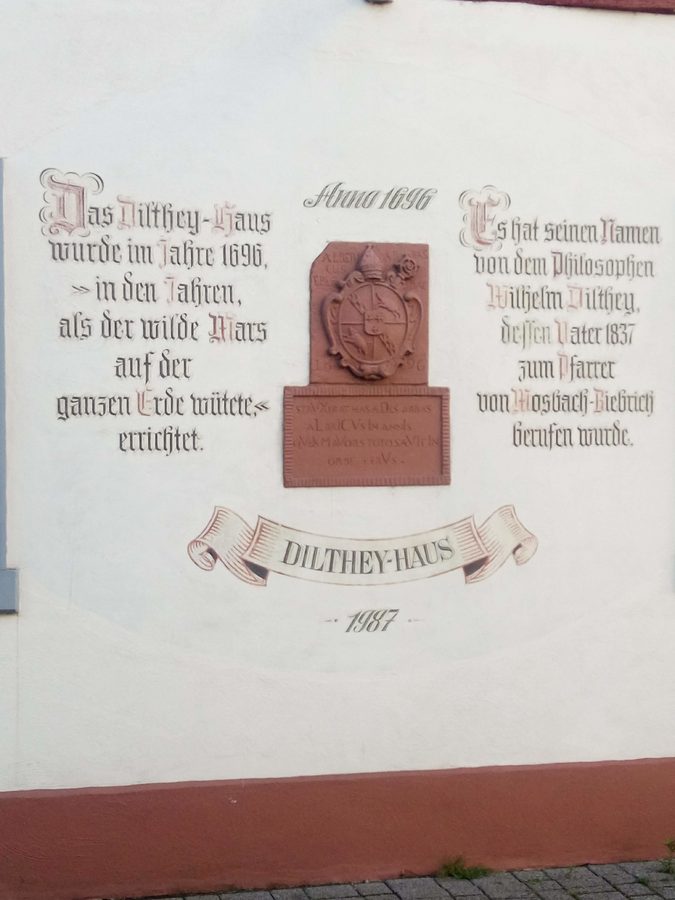 Das Dilthey-Haus
wurde im Jahre 1696,
»in den Jahren,
als der wilde Mars
auf der
ganzen Erde wütete,«
errichtet.
Anno 1696
DILTHEY-HAUS
1987
Es hat seinen Namen
von dem Philosophen
Wilhelm Dilthey,
dessen Vater 1837
zum Pfarrer
von Mosbach-Biebrich
berufen wurde.